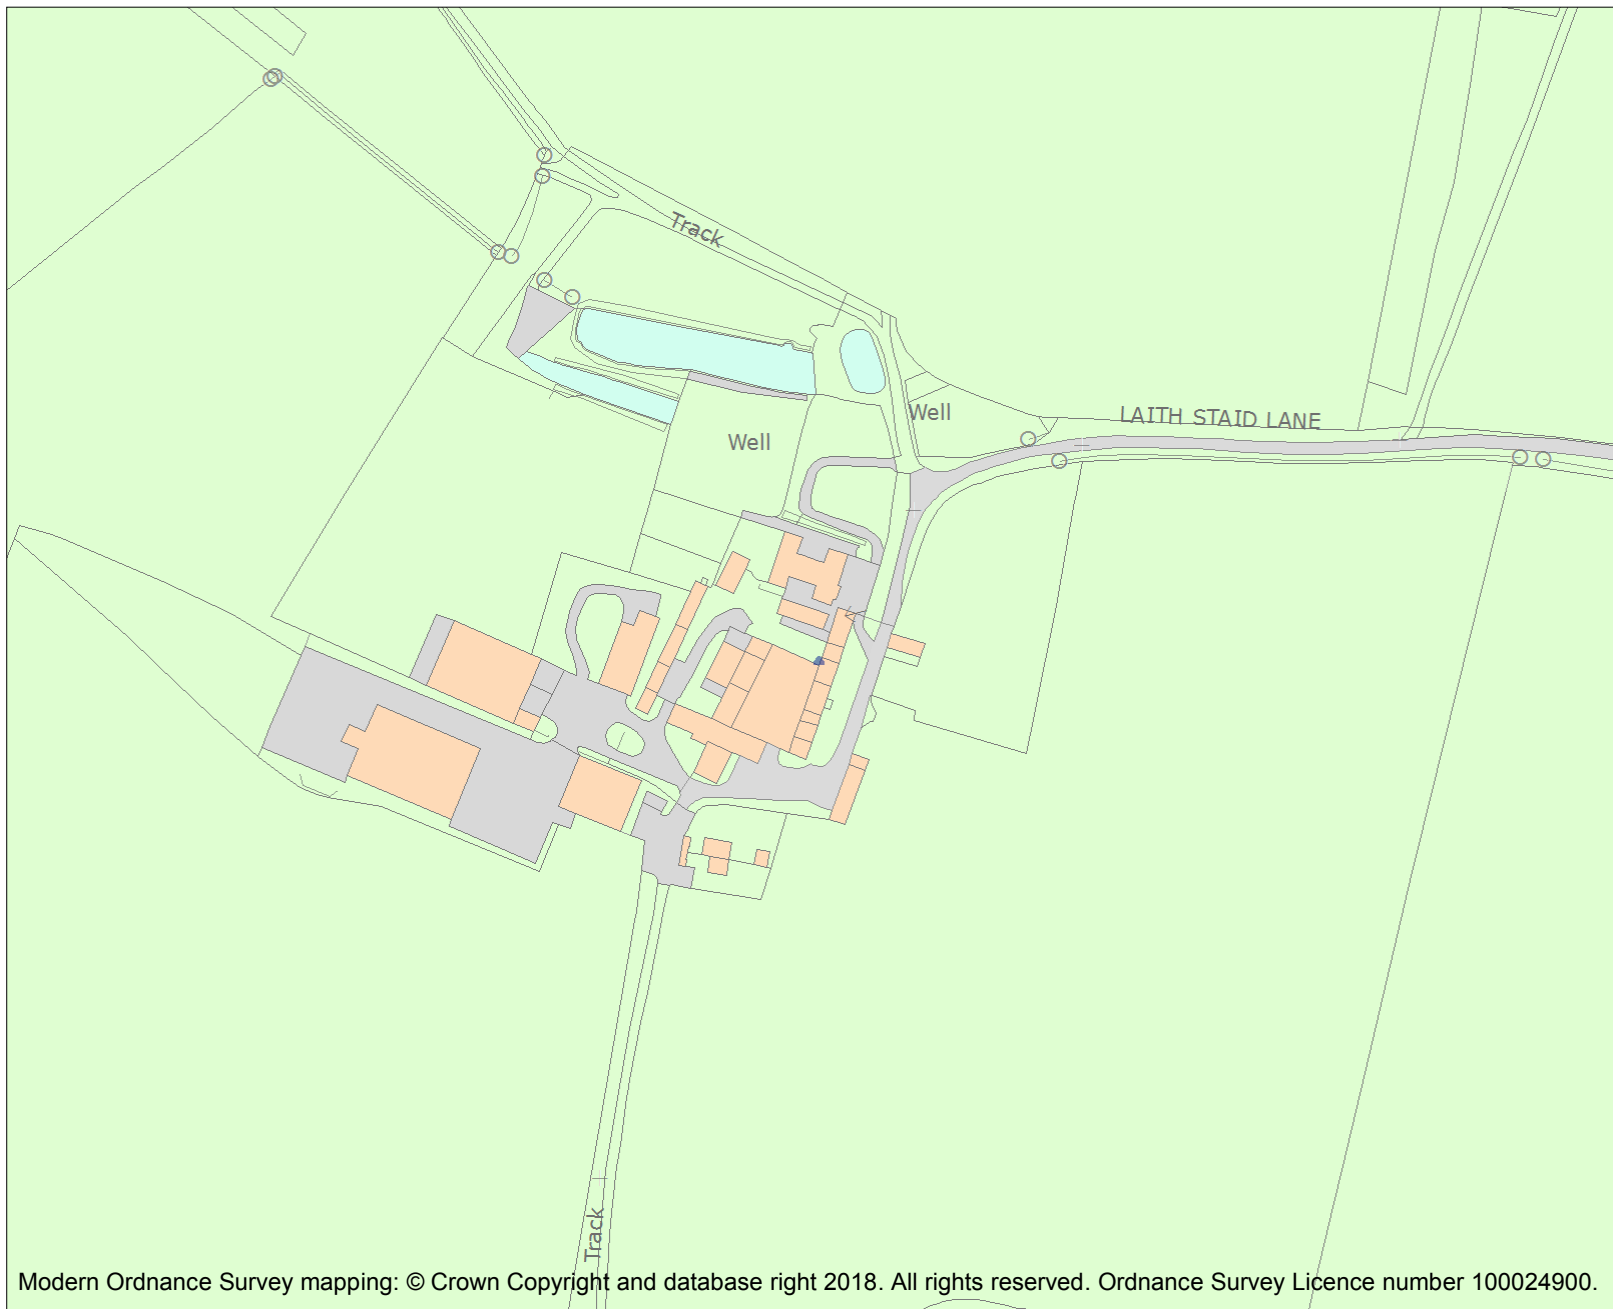 Track
Well
LAITH STAID LANE
Well
Track
Modern Ordnance Survey mapping: © Crown Copyright and database right 2018. All rights reserved. Ordnance Survey Licence number 100024900.